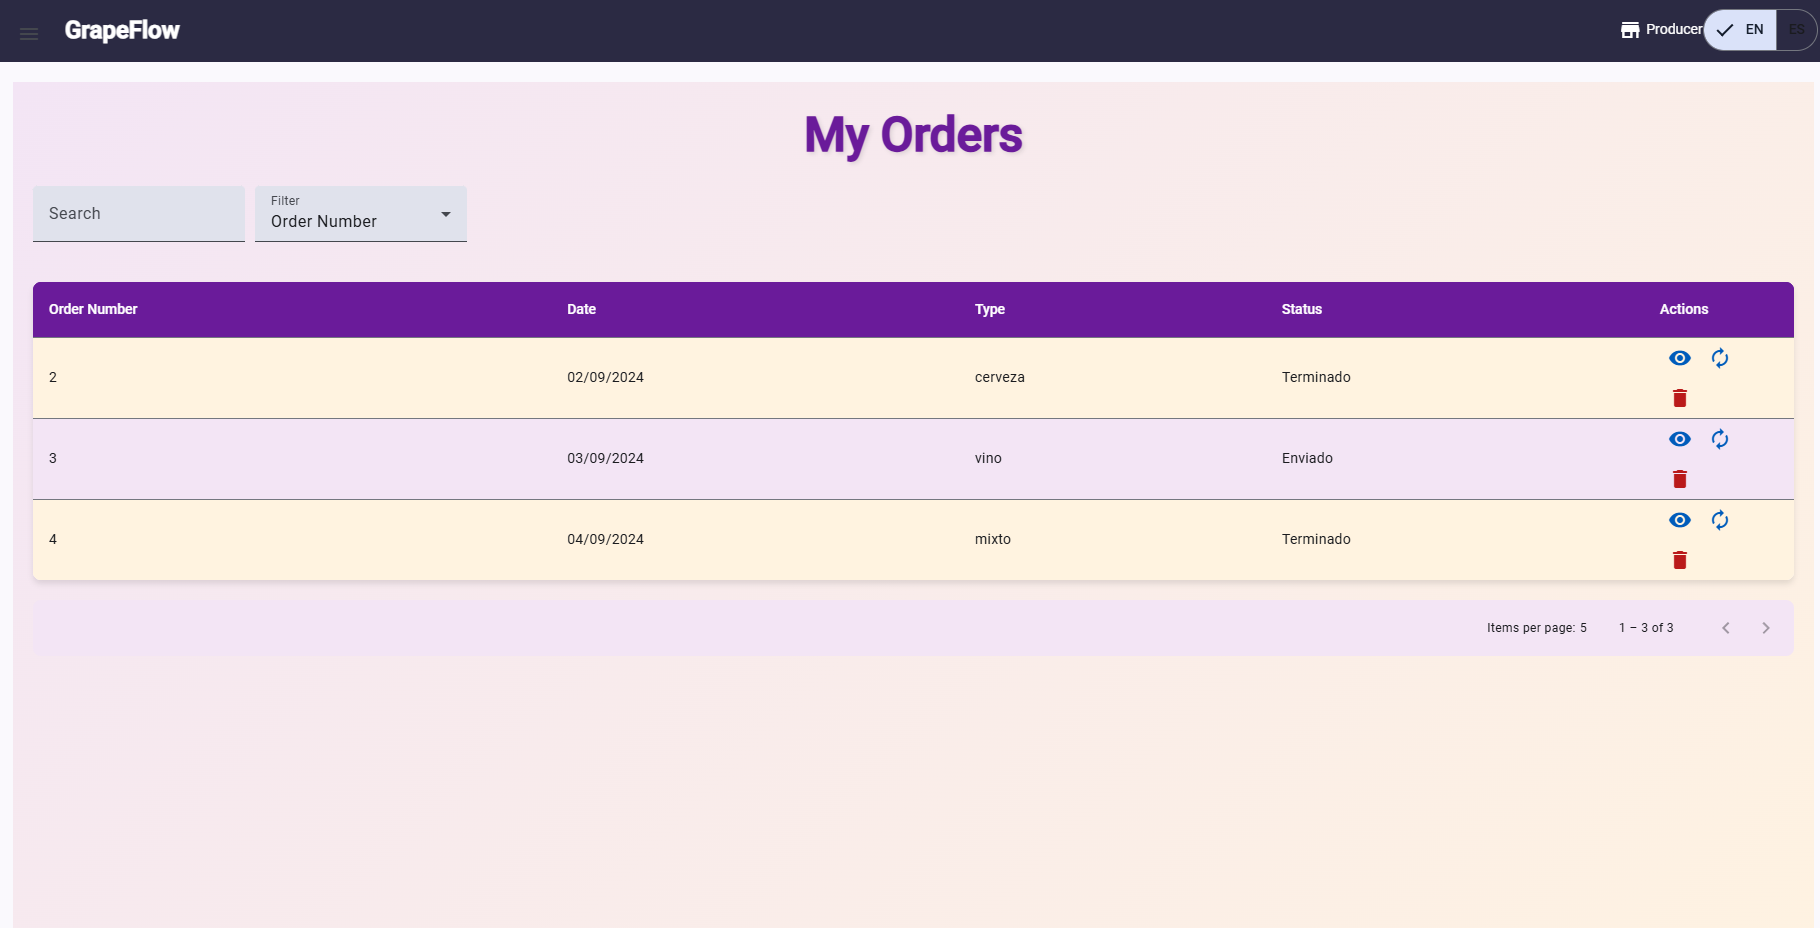 GrapeFlow
Producer EN ES
My Orders
Search
Filter
Order Number
Order Number Date Type Status Actions
2 02/09/2024 cerveza Terminado
3 03/09/2024 vino Enviado
4 04/09/2024 mixto Terminado
Items per page: 5 1 – 3 of 3